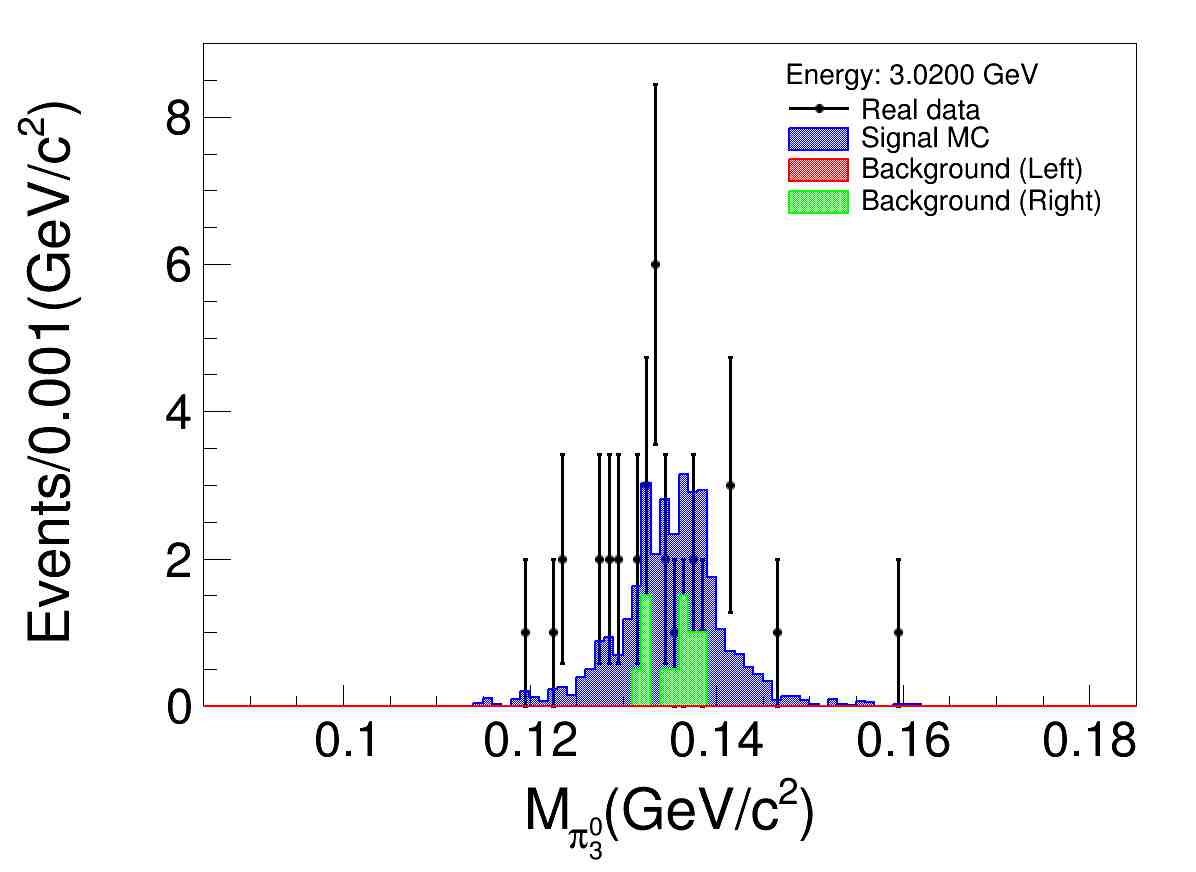 Energy: 3.0200 GeV
Real data
Signal MC
Background (Left)
Background (Right)
Events/0.001(GeV/c²)
8
6
4
2
0
0.1 0.12 0.14 0.16 0.18
M_{π⁰₃}(GeV/c²)